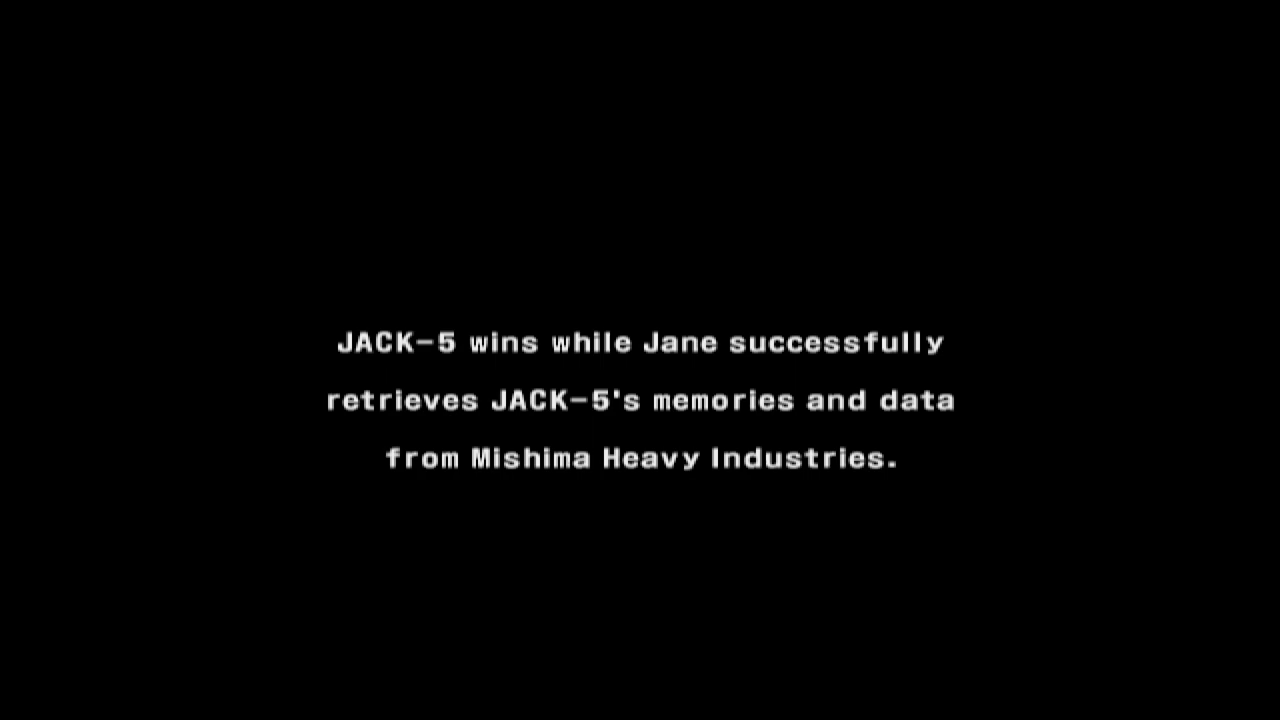 JACK-5 wins while Jane successfully
retrieves JACK-5's memories and data
from Mishima Heavy Industries.